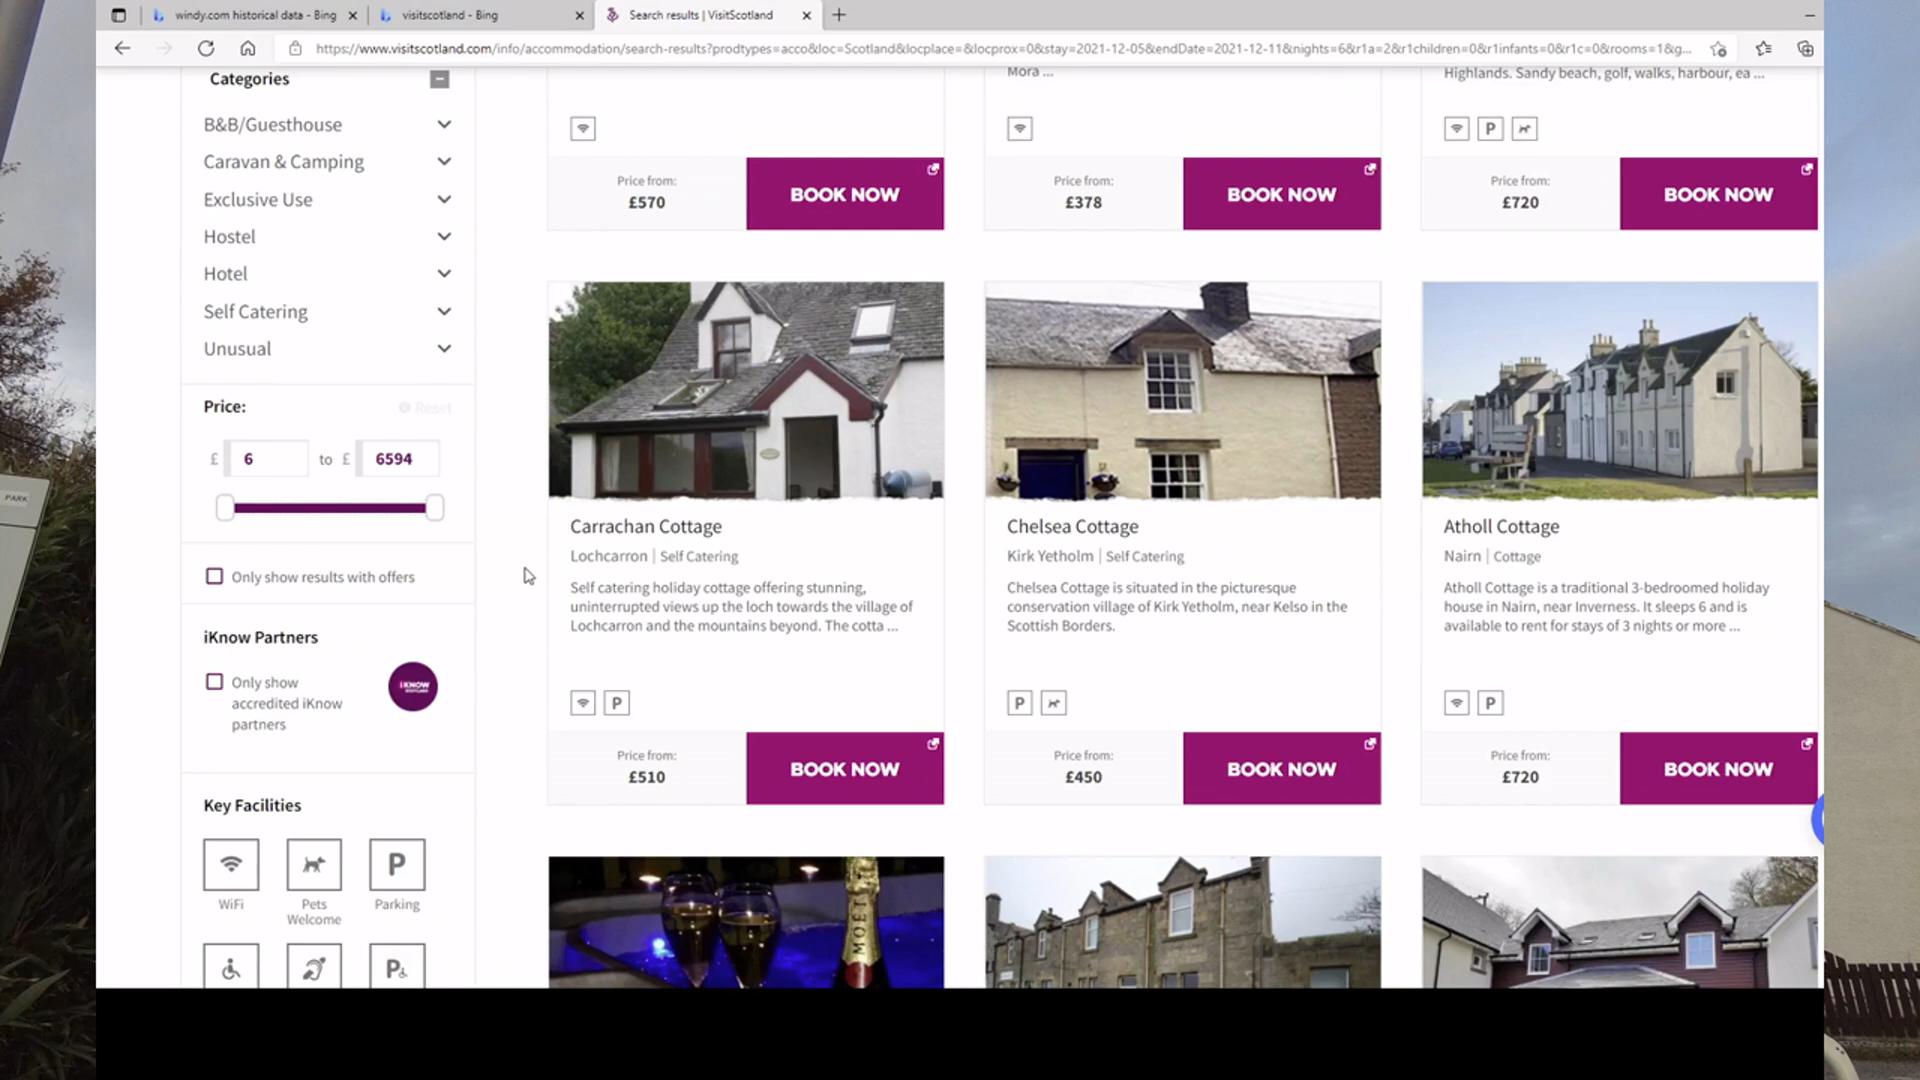 windy.com historical data - Bing
visitscotland - Bing
Search results | VisitScotland
https://www.visitscotland.com/info/accommodation/search-results?prodtypes=acco&loc=Scotland&locplace=&locprox=0&stay=2021-12-05&endDate=2021-12-11&nights=6&r1a=2&r1children=0&r1infants=0&r1c=0&rooms=1&g...
Categories
B&B/Guesthouse
Caravan & Camping
Exclusive Use
Hostel
Hotel
Self Catering
Unusual
Price:
Reset
£ 6 to £ 6594
Only show results with offers
iKnow Partners
Only show
accredited iKnow
partners
iKNOW
Key Facilities
WiFi
Pets
Welcome
P
Parking
P
Price from:
£570
BOOK NOW
Mora ...
Price from:
£378
BOOK NOW
Highlands. Sandy beach, golf, walks, harbour, ea ...
P
Price from:
£720
BOOK NOW
Carrachan Cottage
Lochcarron | Self Catering
Self catering holiday cottage offering stunning,
uninterrupted views up the loch towards the village of
Lochcarron and the mountains beyond. The cotta ...
P
Price from:
£510
BOOK NOW
Chelsea Cottage
Kirk Yetholm | Self Catering
Chelsea Cottage is situated in the picturesque
conservation village of Kirk Yetholm, near Kelso in the
Scottish Borders.
P
Price from:
£450
BOOK NOW
Atholl Cottage
Nairn | Cottage
Atholl Cottage is a traditional 3-bedroomed holiday
house in Nairn, near Inverness. It sleeps 6 and is
available to rent for stays of 3 nights or more ...
P
Price from:
£720
BOOK NOW
MOËT
PARK